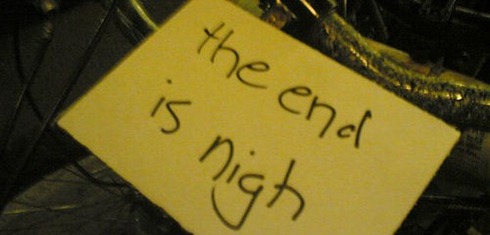 the end
is
nigh